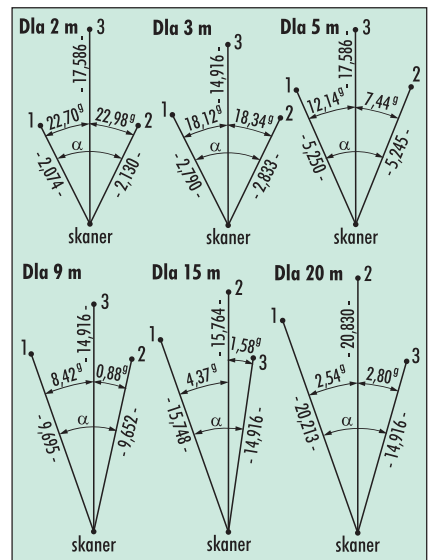 Dla 2 m
3
- 17,586 -
1
22,70g
22,98g
2
α
- 2,074 -
- 2,130 -
skaner
Dla 3 m
3
- 14,916 -
1
18,12g
18,34g
2
α
- 2,790 -
- 2,833 -
skaner
Dla 5 m
3
- 17,586 -
1
12,14g
7,44g
2
α
- 5,250 -
- 5,245 -
skaner
Dla 9 m
3
- 14,916 -
1
8,42g
0,88g
2
α
- 9,695 -
- 9,652 -
skaner
Dla 15 m
2
- 15,764 -
1
4,37g
1,58g
3
α
- 15,748 -
- 14,916 -
skaner
Dla 20 m
2
- 20,830 -
1
2,54g
2,80g
3
α
- 20,213 -
- 14,916 -
skaner